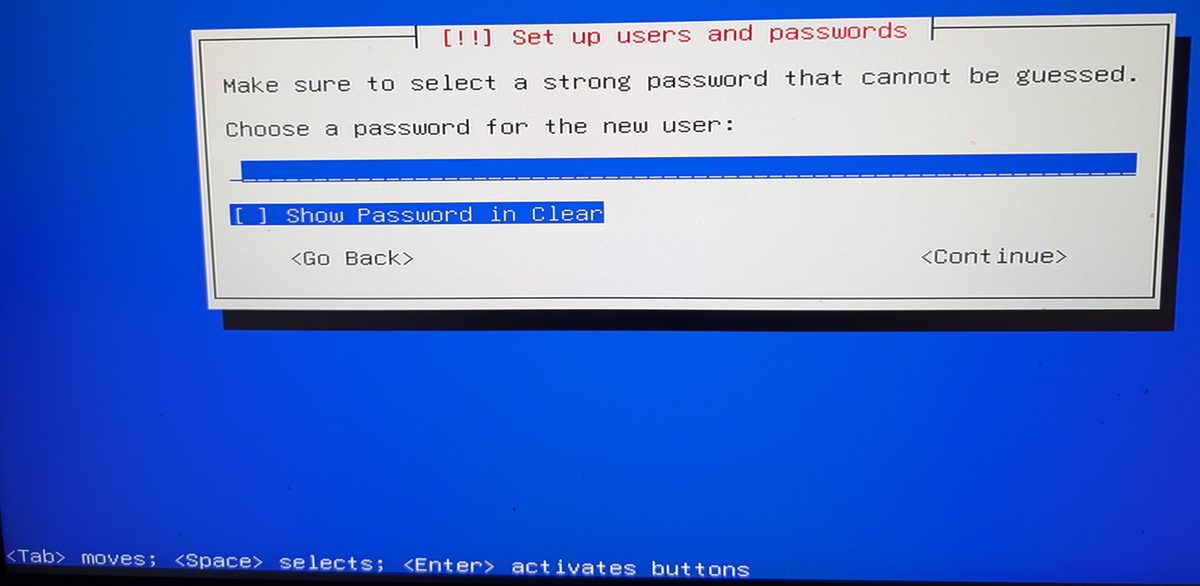 [!!] Set up users and passwords
Make sure to select a strong password that cannot be guessed.
Choose a password for the new user:
[ ] Show Password in Clear
<Go Back> <Continue>
<Tab> moves; <Space> selects; <Enter> activates buttons